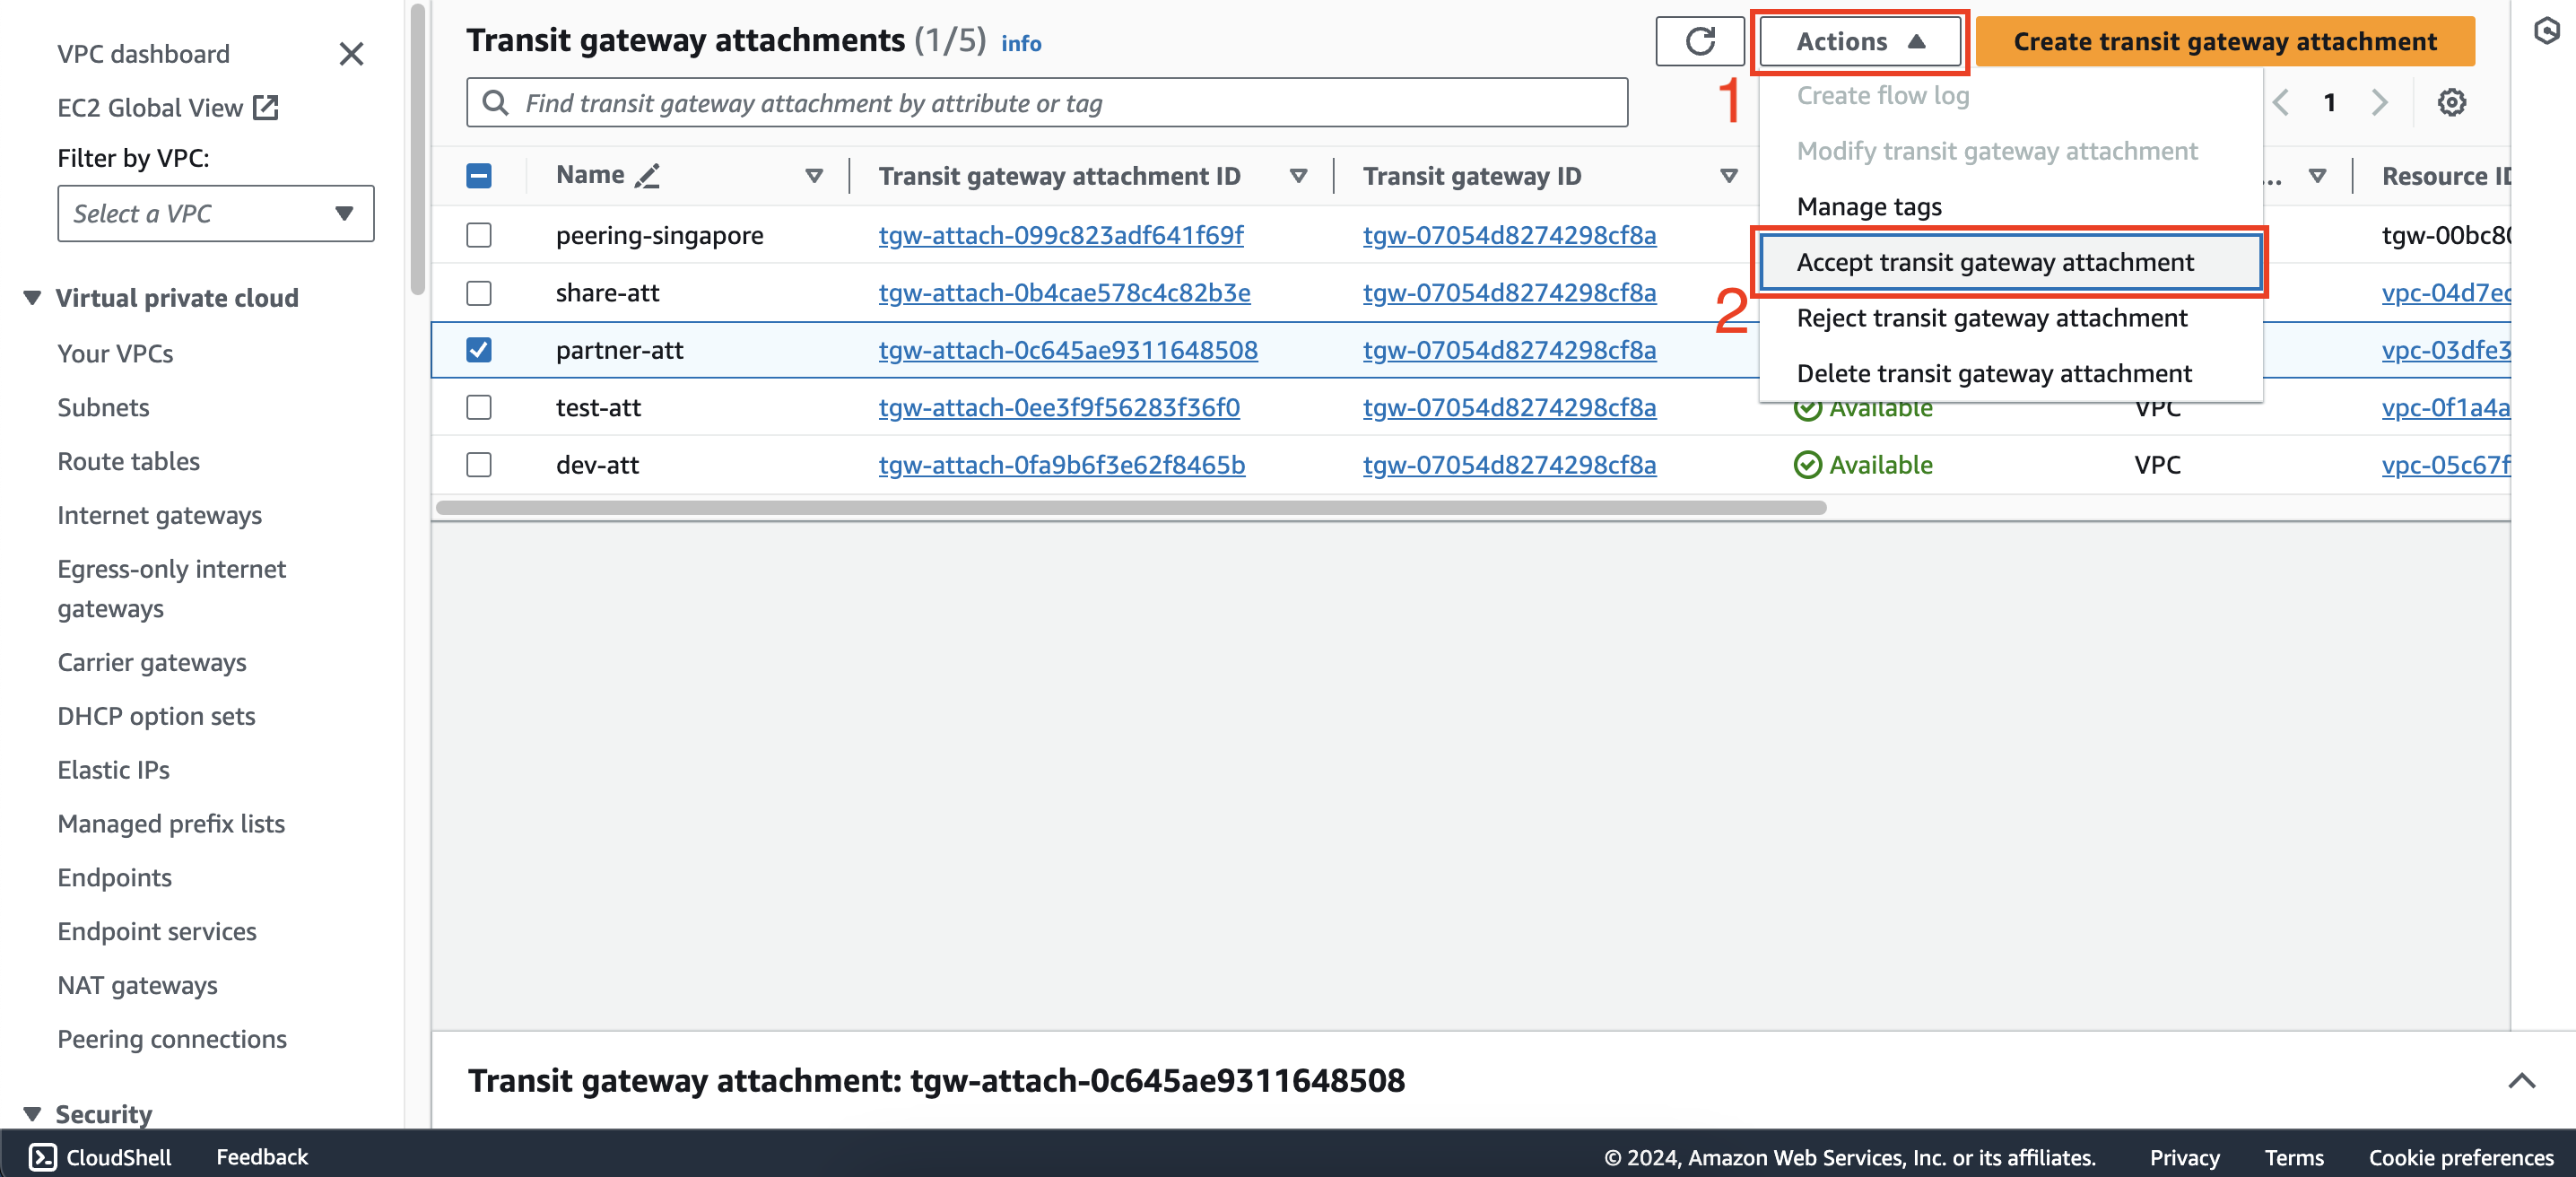 VPC dashboard
EC2 Global View
Filter by VPC:
Select a VPC
Virtual private cloud
Your VPCs
Subnets
Route tables
Internet gateways
Egress-only internet
gateways
Carrier gateways
DHCP option sets
Elastic IPs
Managed prefix lists
Endpoints
Endpoint services
NAT gateways
Peering connections
Security
Transit gateway attachments (1/5) info
Actions
Create transit gateway attachment
Find transit gateway attachment by attribute or tag
1
Create flow log
Modify transit gateway attachment
Manage tags
2
Accept transit gateway attachment
Reject transit gateway attachment
Delete transit gateway attachment
1
Name Transit gateway attachment ID Transit gateway ID ... Resource ID
peering-singapore tgw-attach-099c823adf641f69f tgw-07054d8274298cf8a tgw-00bc80
share-att tgw-attach-0b4cae578c4c82b3e tgw-07054d8274298cf8a vpc-04d7ec
partner-att tgw-attach-0c645ae9311648508 tgw-07054d8274298cf8a vpc-03dfe3
test-att tgw-attach-0ee3f9f56283f36f0 tgw-07054d8274298cf8a Available VPC vpc-0f1a4a
dev-att tgw-attach-0fa9b6f3e62f8465b tgw-07054d8274298cf8a Available VPC vpc-05c67f
Transit gateway attachment: tgw-attach-0c645ae9311648508
CloudShell Feedback © 2024, Amazon Web Services, Inc. or its affiliates. Privacy Terms Cookie preferences